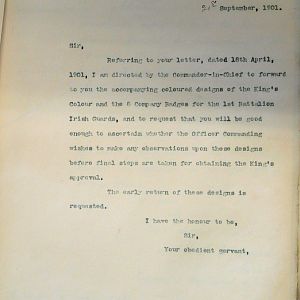 September, 1901.
Sir,
Referring to your letter, dated 18th April,
1901, I am directed by the Commander-in-Chief to forward
to you the accompanying coloured designs of the King's
Colour and the 8 Company Badges for the 1st Battalion
Irish Guards, and to request that you will be good
enough to ascertain whether the Officer Commanding
wishes to make any observations upon these designs
before final steps are taken for obtaining the King's
approval.
The early return of these designs is
requested.
I have the honour to be,
Sir,
Your obedient servant,